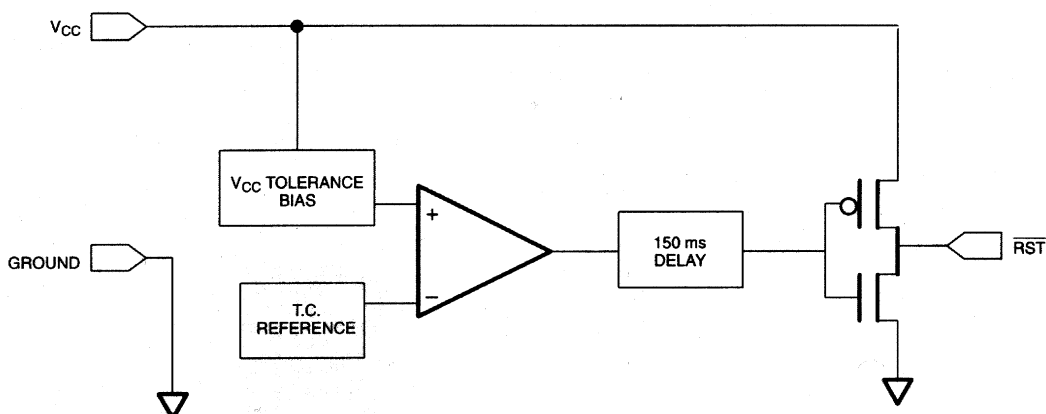 VCC
VCC TOLERANCE
BIAS
+
150 ms
DELAY
RST
GROUND
−
T.C.
REFERENCE